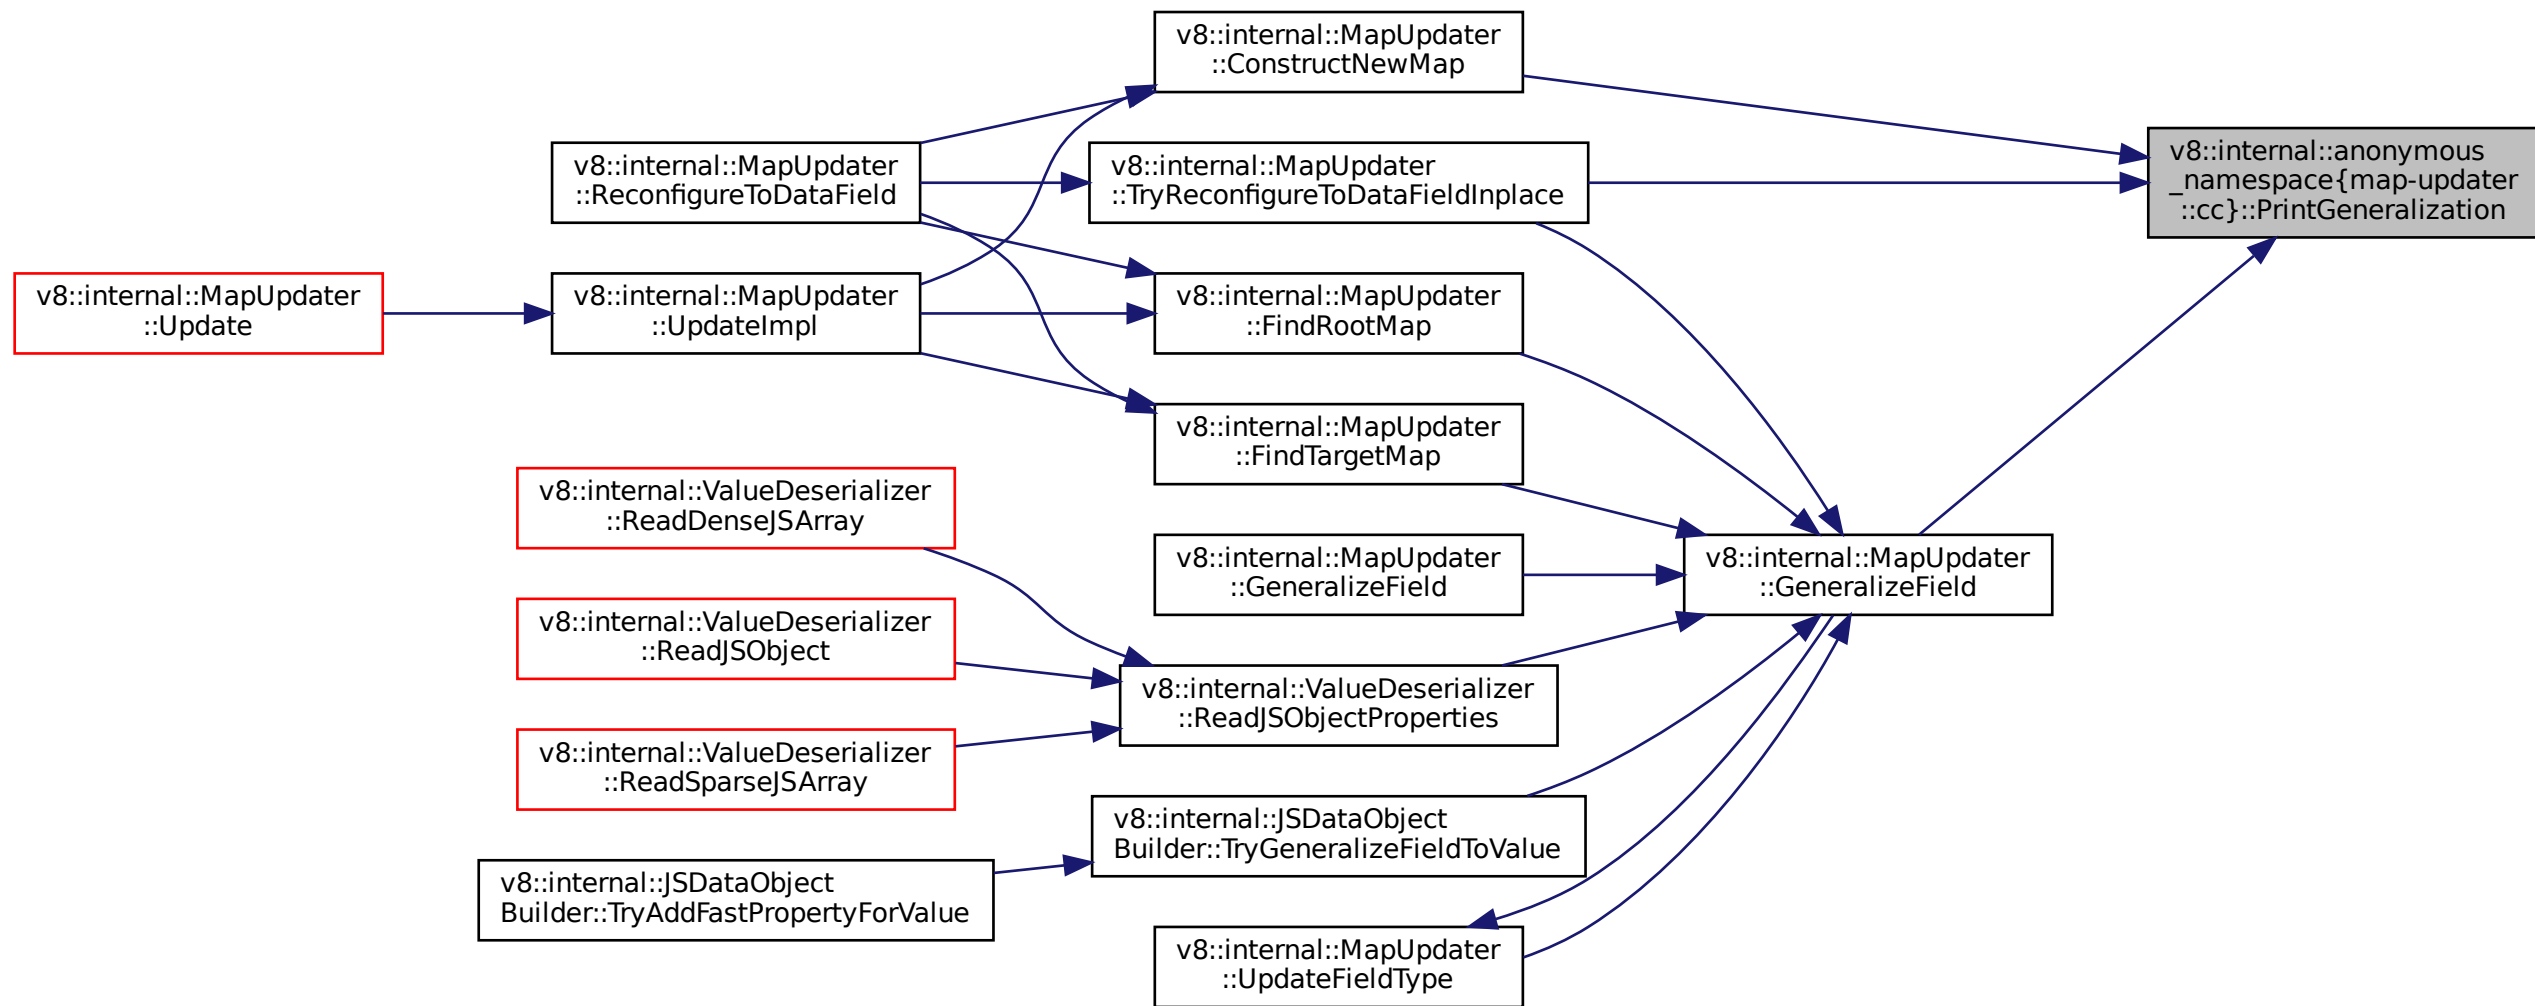 v8::internal::MapUpdater
::ConstructNewMap
v8::internal::anonymous
_namespace{map-updater
::cc}::PrintGeneralization
v8::internal::MapUpdater
::ReconfigureToDataField
v8::internal::MapUpdater
::TryReconfigureToDataFieldInplace
v8::internal::MapUpdater
::Update
v8::internal::MapUpdater
::UpdateImpl
v8::internal::MapUpdater
::FindRootMap
v8::internal::MapUpdater
::FindTargetMap
v8::internal::ValueDeserializer
::ReadDenseJSArray
v8::internal::MapUpdater
::GeneralizeField
v8::internal::MapUpdater
::GeneralizeField
v8::internal::ValueDeserializer
::ReadJSObject
v8::internal::ValueDeserializer
::ReadJSObjectProperties
v8::internal::ValueDeserializer
::ReadSparseJSArray
v8::internal::JSDataObject
Builder::TryGeneralizeFieldToValue
v8::internal::JSDataObject
Builder::TryAddFastPropertyForValue
v8::internal::MapUpdater
::UpdateFieldType